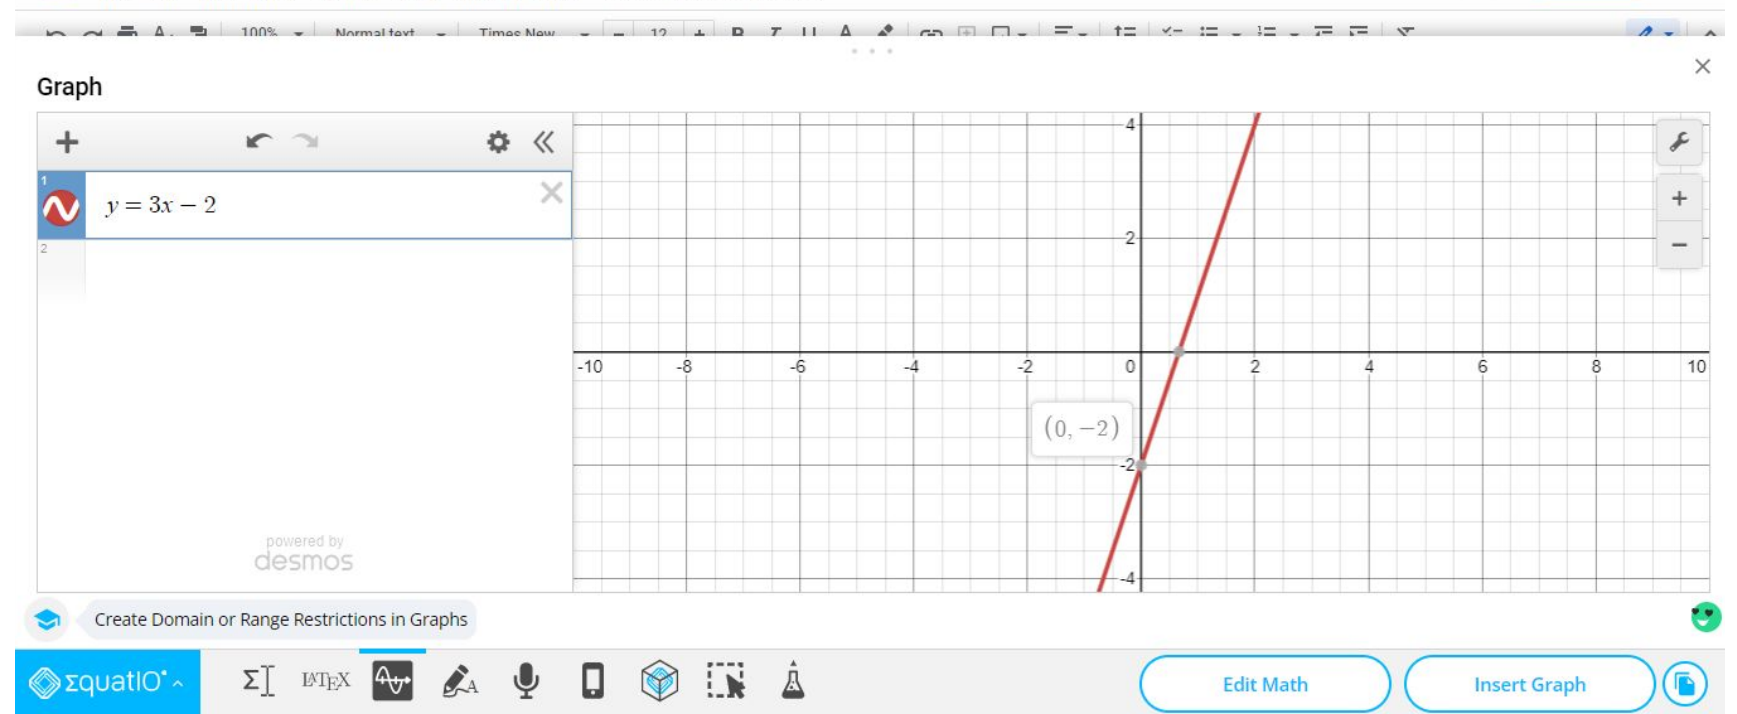 100% Normal text Times New 12 B I U A
Graph
1
y = 3x − 2
2
powered by
desmos
4
2
-10 -8 -6 -4 -2 0 2 4 6 8 10
(0, −2)
-2
-4
Create Domain or Range Restrictions in Graphs
ΣquatIO
Σ LATEX A
Edit Math
Insert Graph